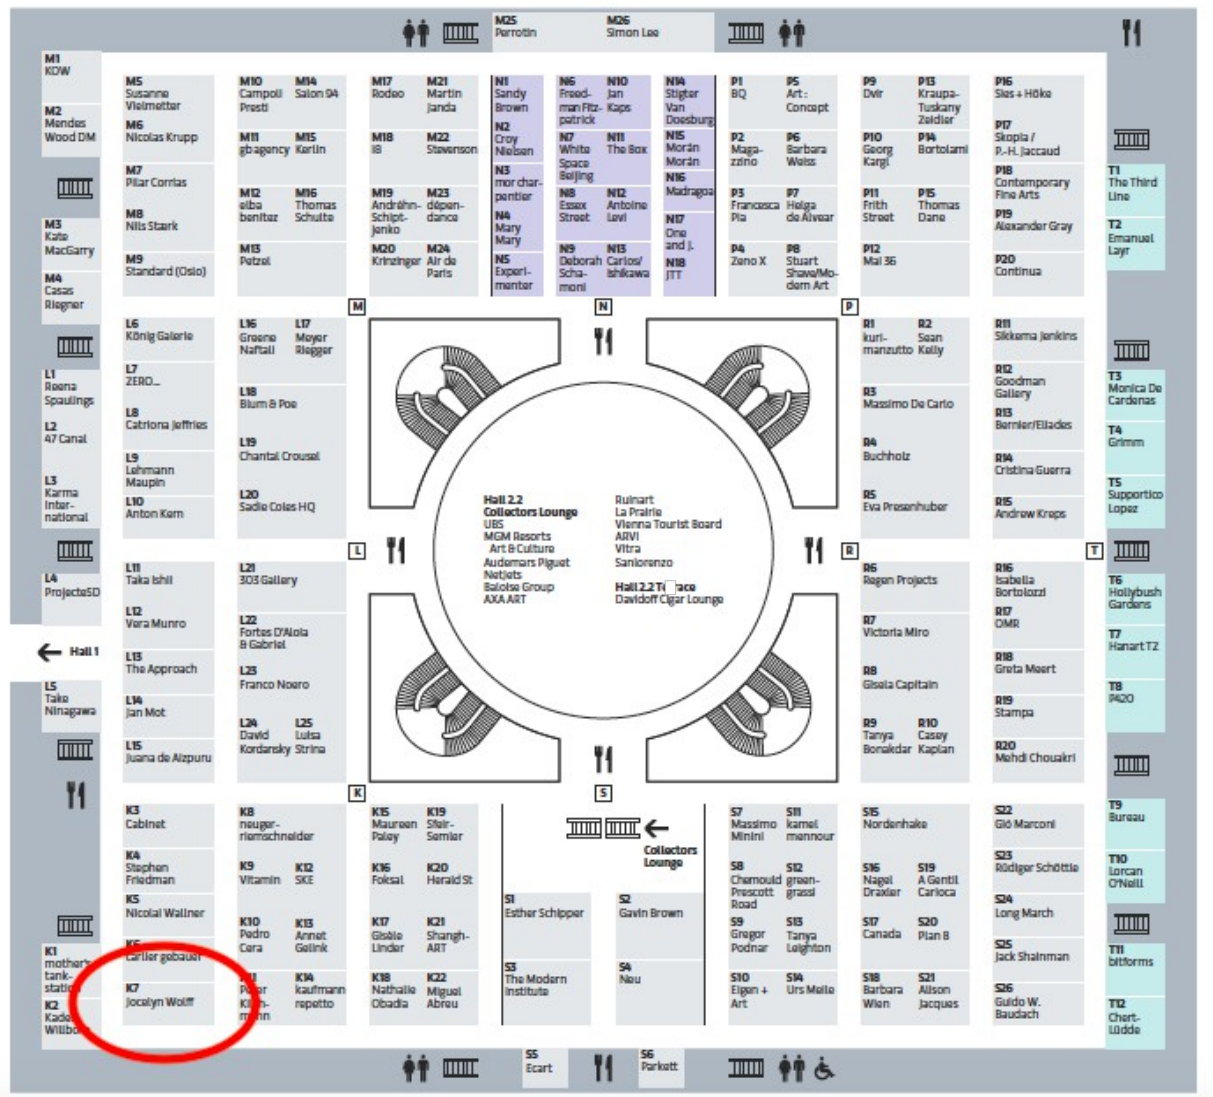 M25
Perrotin
M26
Simon Lee
M1
KOW
M2
Mendes
Wood DM
M3
Kate
MacGarry
M4
Casas
Riegner
L1
Reena
Spaulings
L2
47 Canal
L3
Karma
Inter-
national
L4
ProjecteSD
Hall 1
L5
Take
Ninagawa
K1
mother's
tank-
K2
M5
Susanne
Vielmetter
M6
Nicolas Krupp
M7
Pilar Corrias
M8
Nils Stærk
M9
Standard (Oslo)
M10
Campoli
Presti
M14
Salon 94
M11
gb agency
M15
Kerlin
M12
elba
benitez
M16
Thomas
Schulte
M13
Petzel
M17
Rodeo
M21
Martin
Janda
M18
IB
M22
Stevenson
M19
Andréhn-
Schipt-
jenko
M23
dépen-
dance
M20
Krinzinger
M24
Air de
Paris
N1
Sandy
Brown
N2
Croy
Nielsen
N3
mor char-
pentier
N4
Mary
Mary
N5
Experi-
menter
N6
Freed-
man Fitz-
patrick
N10
Jan
Kaps
N7
White
Space
Beijing
N11
The Box
N8
Essex
Street
N12
Antoine
Levi
N9
Deborah
Scha-
moni
N13
Carlos/
Ishikawa
N14
Stigter
Van
Doesburg
N15
Morán
Morán
N16
Madragoa
N17
One
and J.
N18
JTT
P1
BQ
P5
Art :
Concept
P2
Maga-
zzino
P6
Barbara
Weiss
P3
Francesca
Pia
P7
Helga
de Alvear
P4
Zeno X
P8
Stuart
Shave/Mo-
dern Art
P9
Dvir
P13
Kraupa-
Tuskany
Zeidler
P10
Georg
Kargl
P14
Bortolami
P11
Frith
Street
P15
Thomas
Dane
P12
Mai 36
P16
Sies + Höke
P17
Skopia /
P.-H. Jaccaud
P18
Contemporary
Fine Arts
P19
Alexander Gray
P20
Continua
T1
The Third
Line
T2
Emanuel
Layr
M
N
P
L6
König Galerie
L7
ZERO...
L8
Catriona Jeffries
L9
Lehmann
Maupin
L10
Anton Kern
L16
Greene
Naftali
L17
Meyer
Riegger
L18
Blum & Poe
L19
Chantal Crousel
L20
Sadie Coles HQ
R1
kuri-
manzutto
R2
Sean
Kelly
R3
Massimo De Carlo
R4
Buchholz
R5
Eva Presenhuber
R11
Sikkema Jenkins
R12
Goodman
Gallery
R13
Bernier/Eliades
R14
Cristina Guerra
R15
Andrew Kreps
T3
Monica De
Cardenas
T4
Grimm
T5
Supportico
Lopez
Hall 2.2
Collectors Lounge
UBS
MGM Resorts
Art & Culture
Audemars Piguet
Netjets
Baloise Group
AXA ART
Ruinart
La Prairie
Vienna Tourist Board
ARVI
Vitra
Sanlorenzo
Hall 2.2 Terrace
Davidoff Cigar Lounge
L
R
T
L11
Taka Ishii
L12
Vera Munro
L13
The Approach
L14
Jan Mot
L15
Juana de Aizpuru
L21
303 Gallery
L22
Fortes D'Aloia
& Gabriel
L23
Franco Noero
L24
David
Kordansky
L25
Luisa
Strina
R6
Regen Projects
R7
Victoria Miro
R8
Gisela Capitain
R9
Tanya
Bonakdar
R10
Casey
Kaplan
R16
Isabella
Bortolozzi
R17
OMR
R18
Greta Meert
R19
Stampa
R20
Mehdi Chouakri
T6
Hollybush
Gardens
T7
Hanart TZ
T8
P420
K
S
K3
Cabinet
K4
Stephen
Friedman
K5
Nicolai Wallner
K6
carlier gebauer
K7
Jocelyn Wolff
K8
neuger-
riemschneider
K9
Vitamin
K12
SKE
K10
Pedro
Cera
K13
Annet
Gelink
K14
kaufmann
repetto
K15
Maureen
Paley
K19
Sfeir-
Semler
K16
Foksal
K20
Herald St
K17
Gisèle
Linder
K21
Shangh-
ART
K18
Nathalie
Obadia
K22
Miguel
Abreu
Collectors
Lounge
S1
Esther Schipper
S2
Gavin Brown
S3
The Modern
Institute
S4
Neu
S7
Massimo
Minini
S11
kamel
mennour
S8
Chemould
Prescott
Road
S12
green-
grassi
S9
Gregor
Podnar
S13
Tanya
Leighton
S10
Eigen +
Art
S14
Urs Meile
S15
Nordenhake
S16
Nagel
Draxler
S19
A Gentil
Carioca
S17
Canada
S20
Plan B
S18
Barbara
Wien
S21
Alison
Jacques
S22
Gió Marconi
S23
Rüdiger Schöttle
S24
Long March
S25
Jack Shainman
S26
Guido W.
Baudach
T9
Bureau
T10
Lorcan
O'Neill
T11
bitforms
T12
Chert-
Lüdde
S5
Ecart
S6
Parkett